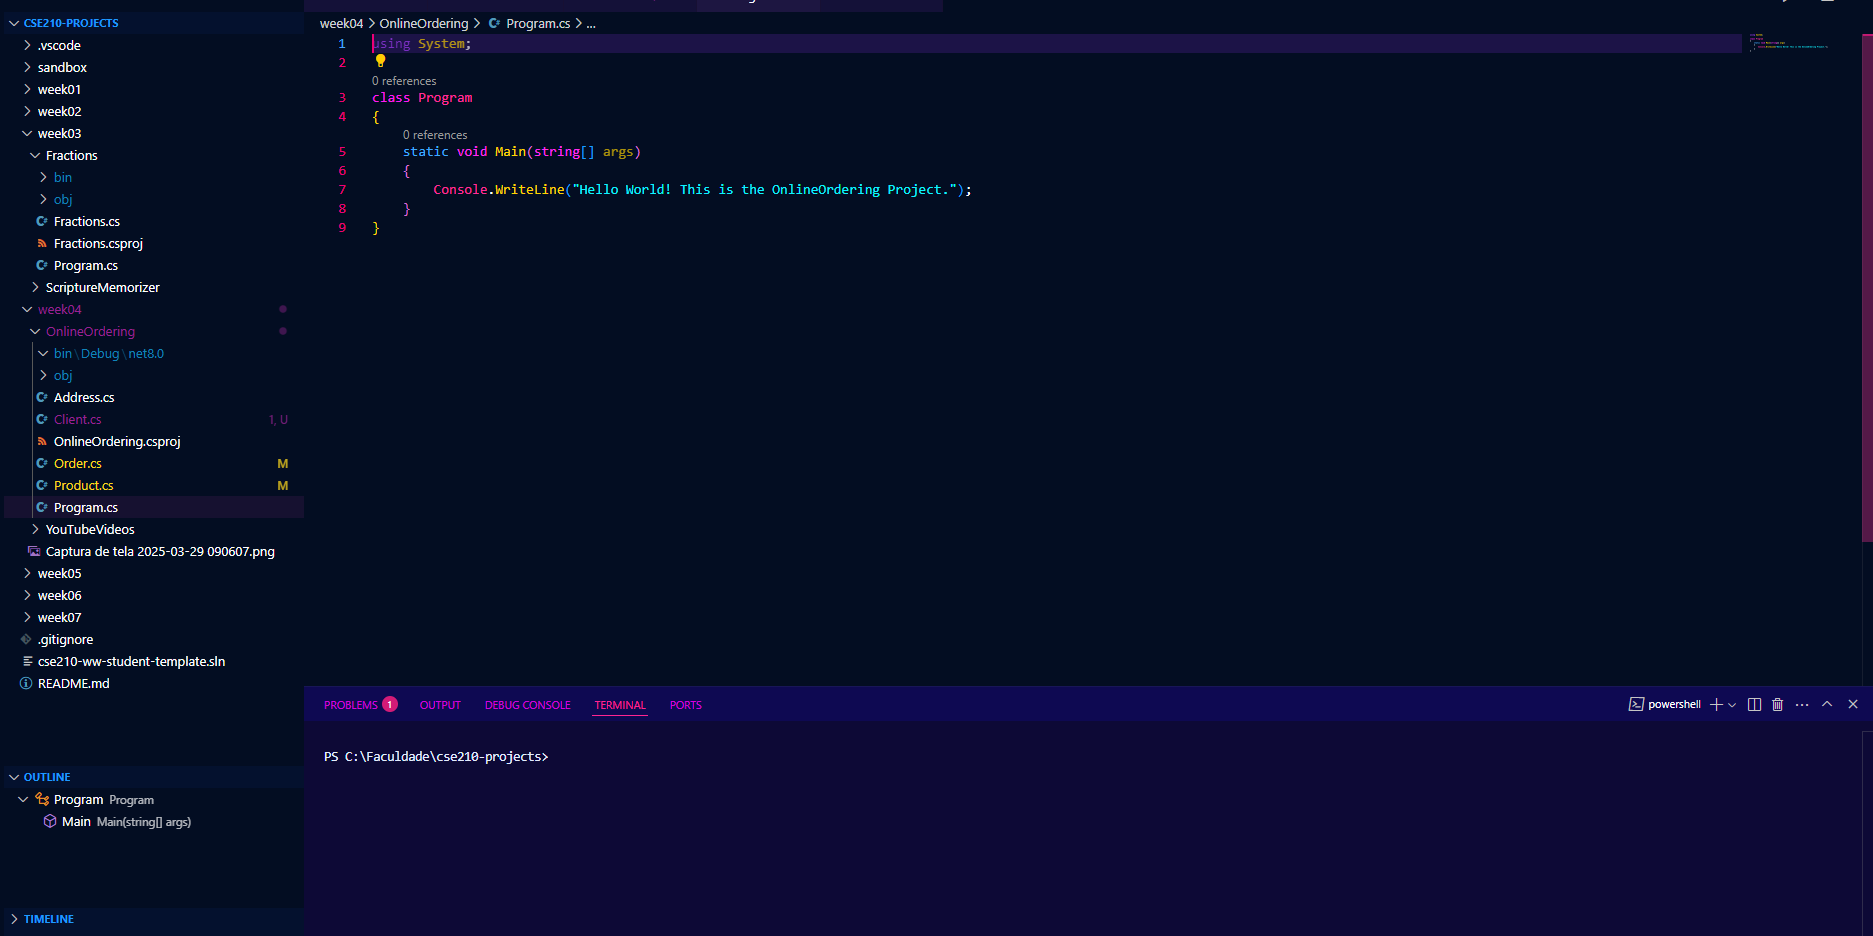 CSE210-PROJECTS
.vscode
sandbox
week01
week02
week03
Fractions
bin
obj
Fractions.cs
Fractions.csproj
Program.cs
ScriptureMemorizer
week04
OnlineOrdering
bin\Debug\net8.0
obj
Address.cs
Client.cs 1, U
OnlineOrdering.csproj
Order.cs M
Product.cs M
Program.cs
YouTubeVideos
Captura de tela 2025-03-29 090607.png
week05
week06
week07
.gitignore
cse210-ww-student-template.sln
README.md
OUTLINE
Program Program
Main Main(string[] args)
TIMELINE
week04 > OnlineOrdering > Program.cs > ...
1 using System;
2
0 references
3 class Program
4 {
0 references
5 static void Main(string[] args)
6 {
7 Console.WriteLine("Hello World! This is the OnlineOrdering Project.");
8 }
9 }
PROBLEMS 1 OUTPUT DEBUG CONSOLE TERMINAL PORTS
powershell
PS C:\Faculdade\cse210-projects>